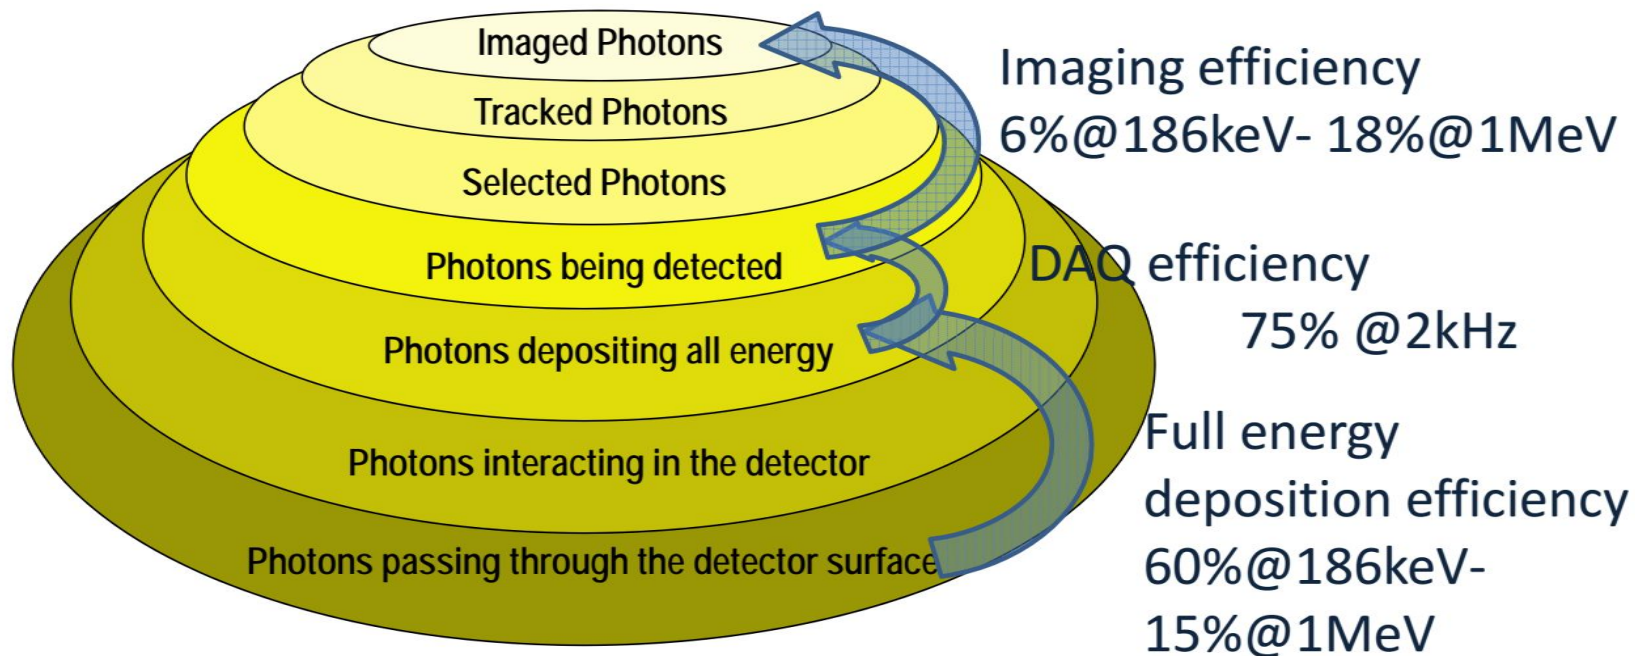 Imaged Photons
Tracked Photons
Selected Photons
Photons being detected
Photons depositing all energy
Photons interacting in the detector
Photons passing through the detector surface
Imaging efficiency
6%@186keV- 18%@1MeV
DAQ efficiency
75% @2kHz
Full energy
deposition efficiency
60%@186keV-
15%@1MeV